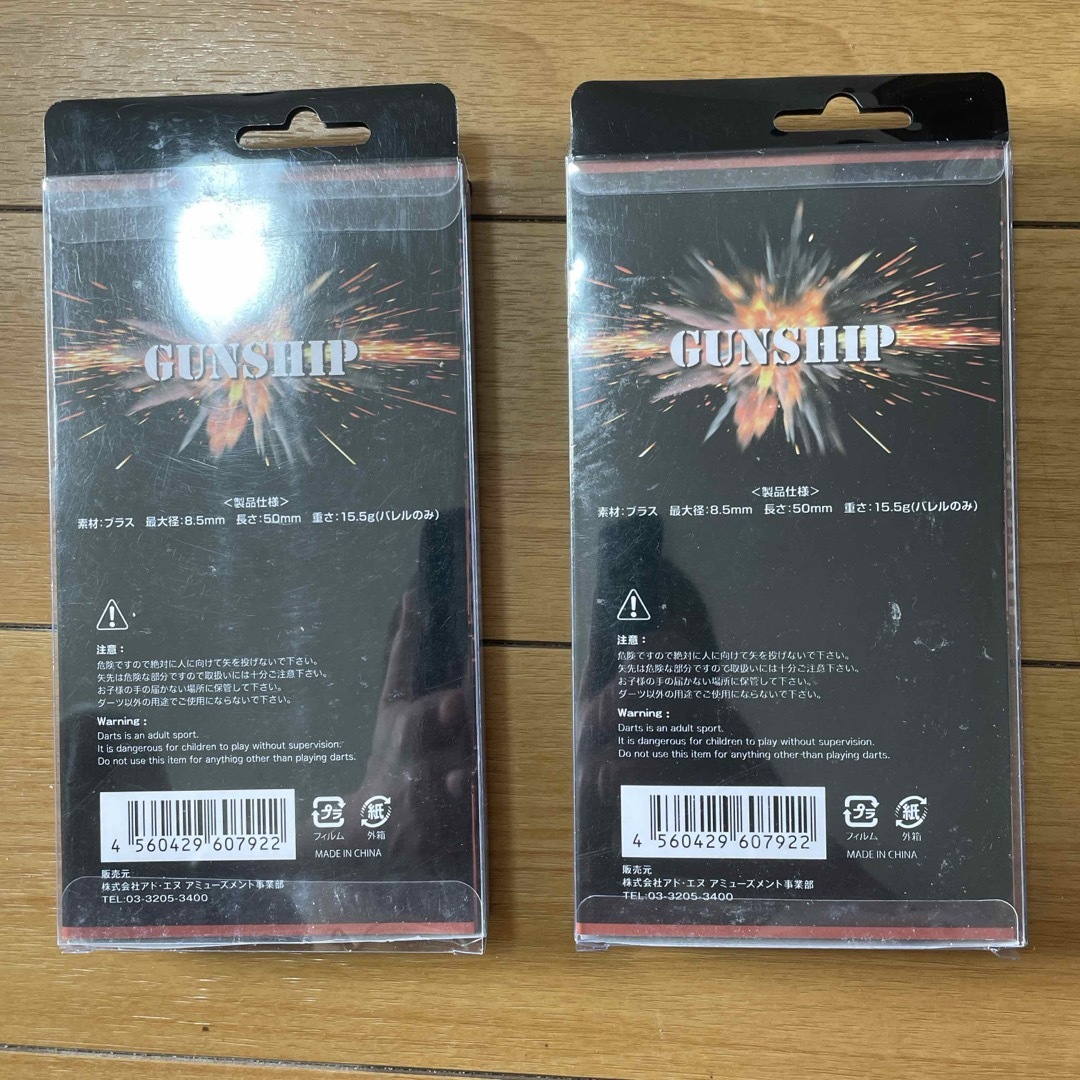 GUNSHIP
<製品仕様>
素材:ブラス 最大径:8.5mm 長さ:50mm 重さ:15.5g(バレルのみ)
注意:
危険ですので絶対に人に向けて矢を投げないで下さい。
矢先は危険な部分ですので取扱いには十分ご注意下さい。
お子様の手の届かない場所に保管して下さい。
ダーツ以外の用途でご使用にならないで下さい。
Warning :
Darts is an adult sport.
It is dangerous for children to play without supervision.
Do not use this item for anything other than playing darts.
4 560429 607922
プラ 紙
フィルム 外箱
MADE IN CHINA
販売元
株式会社アド・エヌ アミューズメント事業部
TEL:03-3205-3400
GUNSHIP
<製品仕様>
素材:ブラス 最大径:8.5mm 長さ:50mm 重さ:15.5g(バレルのみ)
注意:
危険ですので絶対に人に向けて矢を投げないで下さい。
矢先は危険な部分ですので取扱いには十分ご注意下さい。
お子様の手の届かない場所に保管して下さい。
ダーツ以外の用途でご使用にならないで下さい。
Warning :
Darts is an adult sport.
It is dangerous for children to play without supervision.
Do not use this item for anything other than playing darts.
4 560429 607922
プラ 紙
フィルム 外箱
MADE IN CHINA
販売元
株式会社アド・エヌ アミューズメント事業部
TEL:03-3205-3400